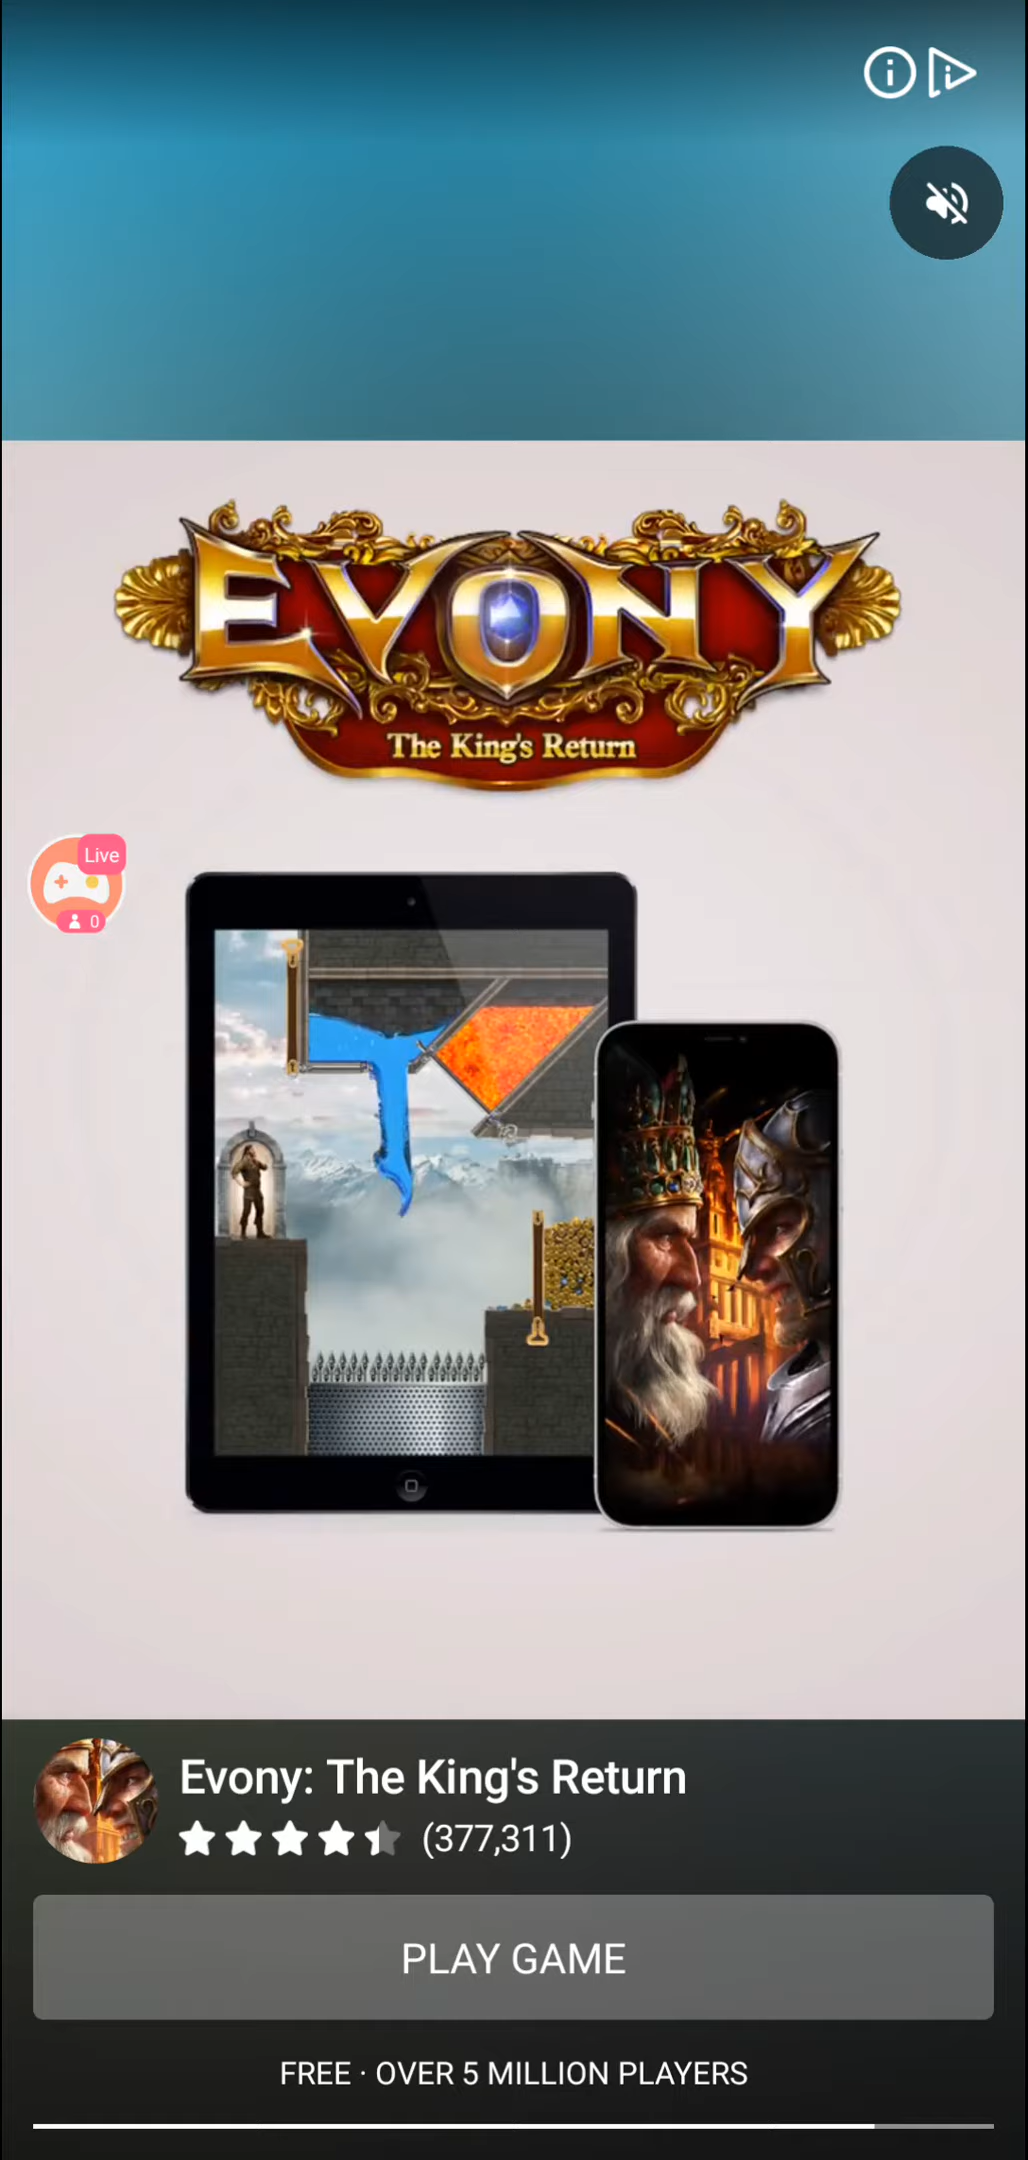 EVONY
The King's Return
Live
0
Evony: The King's Return
(377,311)
PLAY GAME
FREE · OVER 5 MILLION PLAYERS